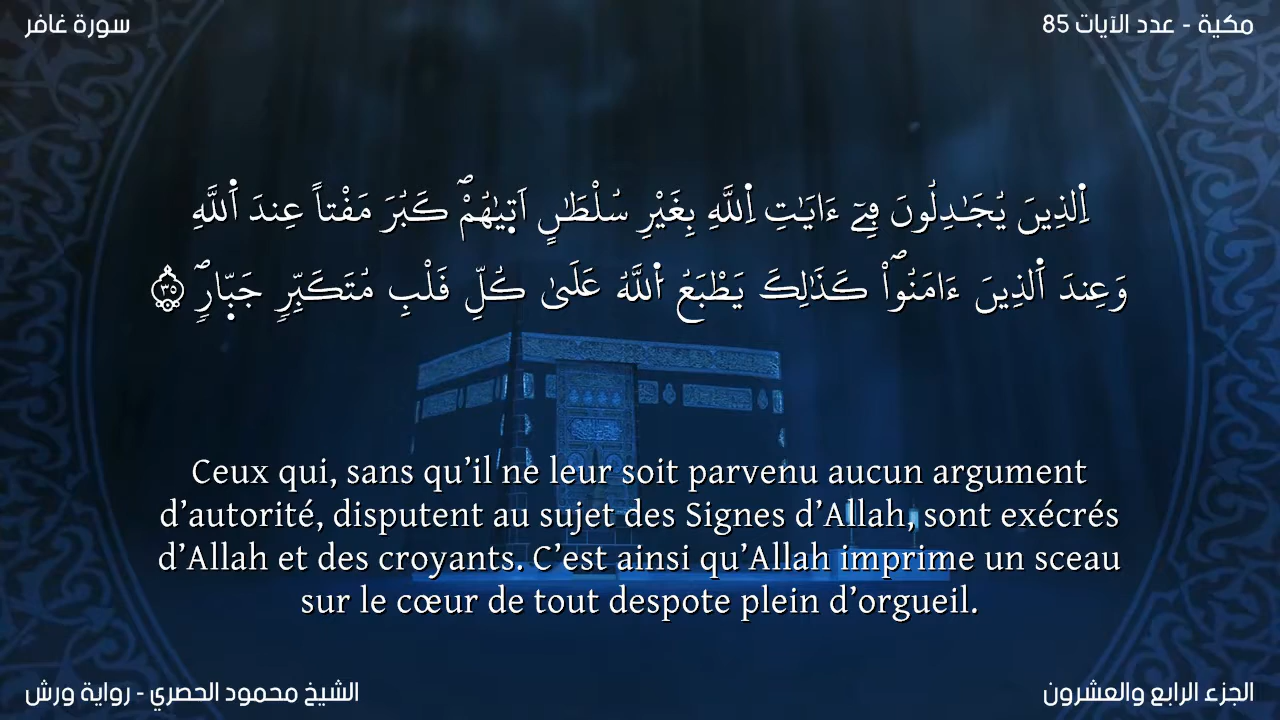 سورة غافر
مكية - عدد الآيات 85
اِ۬لذِينَ يُجَٰدِلُونَ فِےٓ ءَايَٰتِ اِ۬للَّهِ بِغَيْرِ سُلْطَٰنٍ اَت۪يٰهُمْۖ كَبُرَ مَقْتاً عِندَ اَ۬للَّهِ
وَعِندَ اَ۬لذِينَ ءَامَنُواْۖ كَذَٰلِكَ يَطْبَعُ اُ۬للَّهُ عَلَىٰ كُلِّ قَلْبِ مُتَكَبِّرٖ جَبّ۪ارٖۖ ٣٥
Ceux qui, sans qu’il ne leur soit parvenu aucun argument
d’autorité, disputent au sujet des Signes d’Allah, sont exécrés
d’Allah et des croyants. C’est ainsi qu’Allah imprime un sceau
sur le cœur de tout despote plein d’orgueil.
الشيخ محمود الحصري - رواية ورش
الجزء الرابع والعشرون